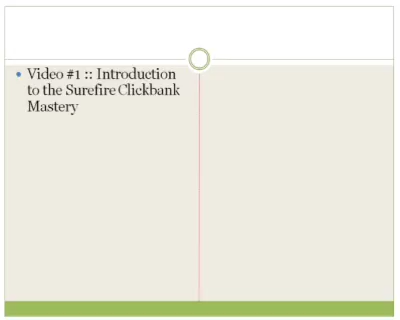 • Video #1 :: Introduction
to the Surefire Clickbank
Mastery